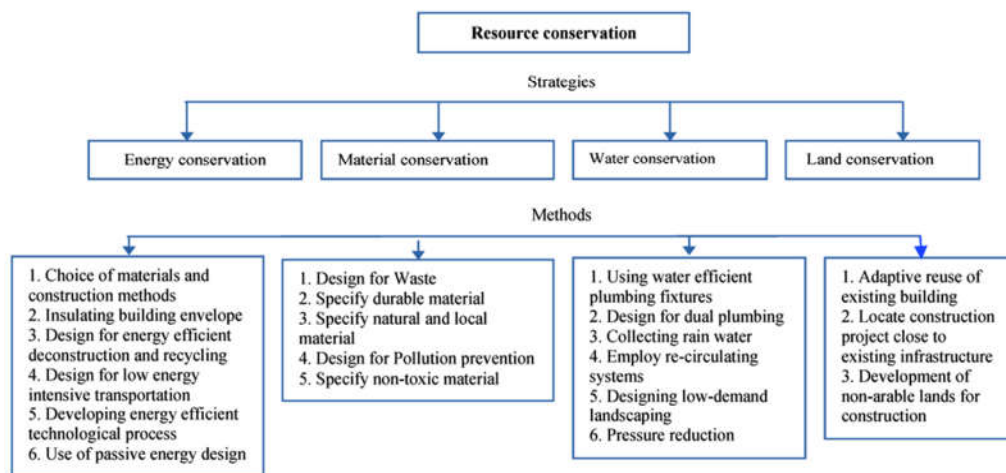 Resource conservation
Strategies
Energy conservation
Material conservation
Water conservation
Land conservation
Methods
1. Choice of materials and
construction methods
2. Insulating building envelope
3. Design for energy efficient
deconstruction and recycling
4. Design for low energy
intensive transportation
5. Developing energy efficient
technological process
6. Use of passive energy design
1. Design for Waste
2. Specify durable material
3. Specify natural and local
material
4. Design for Pollution prevention
5. Specify non-toxic material
1. Using water efficient
plumbing fixtures
2. Design for dual plumbing
3. Collecting rain water
4. Employ re-circulating
systems
5. Designing low-demand
landscaping
6. Pressure reduction
1. Adaptive reuse of
existing building
2. Locate construction
project close to
existing infrastructure
3. Development of
non-arable lands for
construction